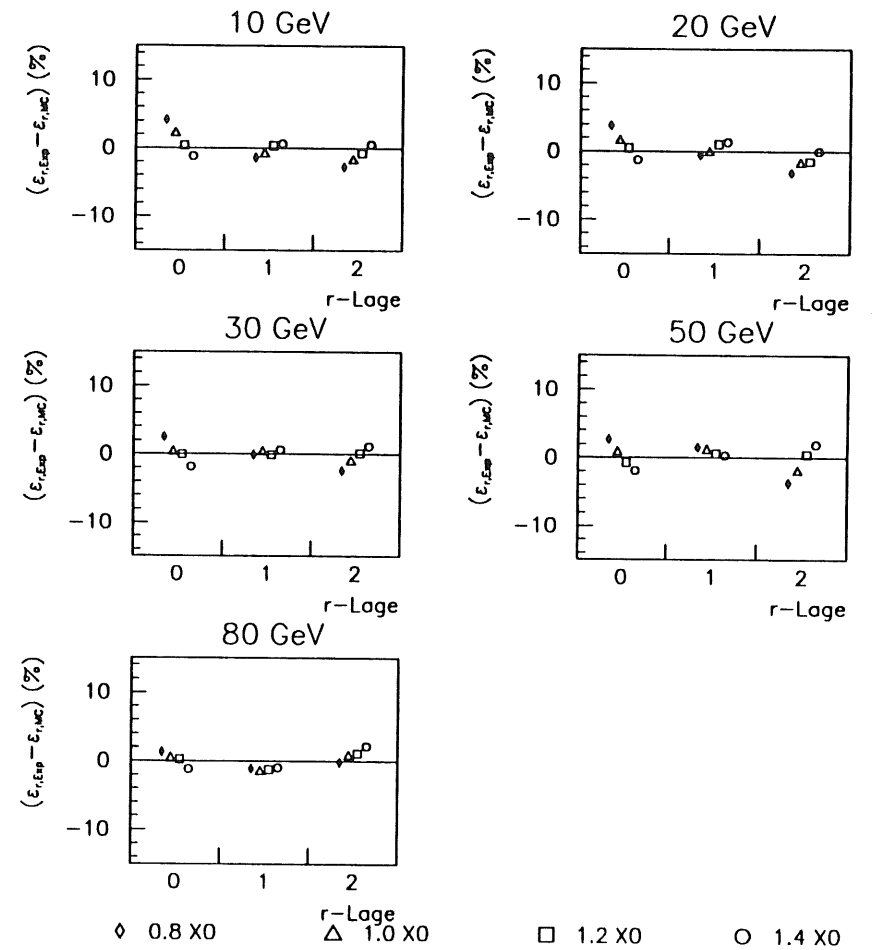 10 GeV
(ε_r,Exp − ε_r,MC) (%)
10
0
−10
0 1 2
r−Lage
20 GeV
(ε_r,Exp − ε_r,MC) (%)
10
0
−10
0 1 2
r−Lage
30 GeV
(ε_r,Exp − ε_r,MC) (%)
10
0
−10
0 1 2
r−Lage
50 GeV
(ε_r,Exp − ε_r,MC) (%)
10
0
−10
0 1 2
r−Lage
80 GeV
(ε_r,Exp − ε_r,MC) (%)
10
0
−10
0 1 2
r−Lage
0.8 X0 1.0 X0 1.2 X0 1.4 X0